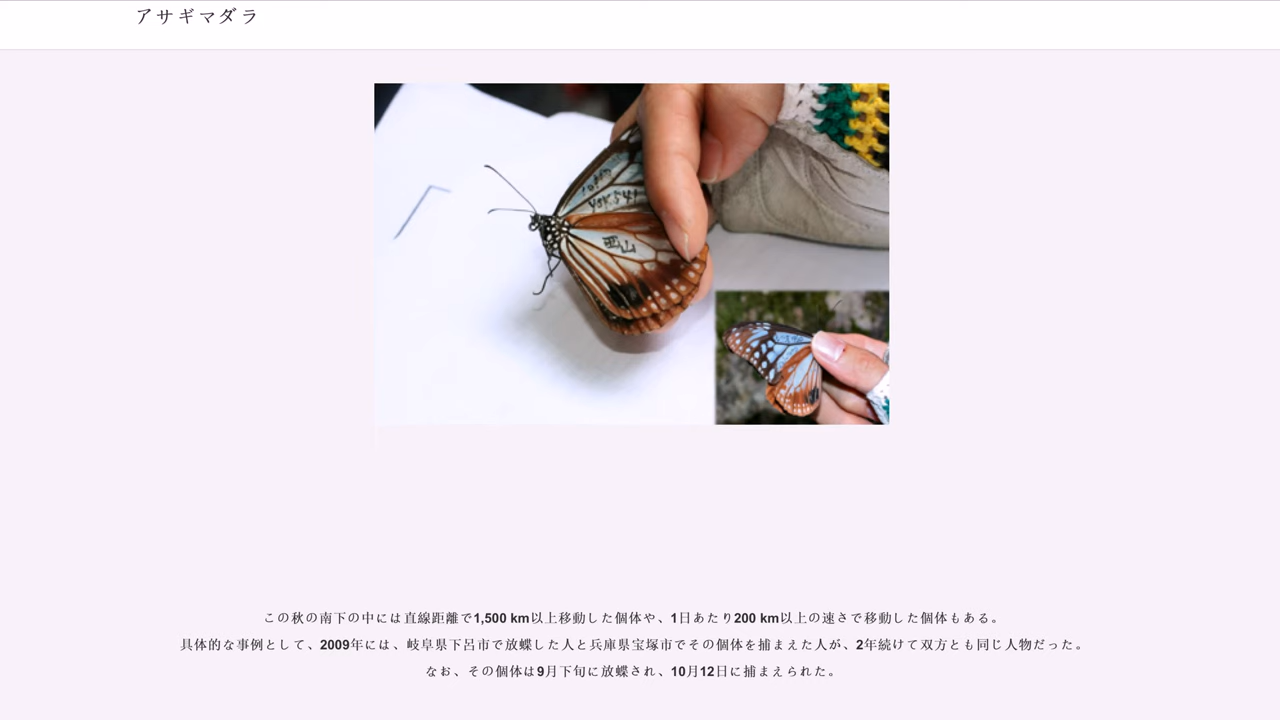 アサギマダラ
この秋の南下の中には直線距離で1,500 km以上移動した個体や、1日あたり200 km以上の速さで移動した個体もある。
具体的な事例として、2009年には、岐阜県下呂市で放蝶した人と兵庫県宝塚市でその個体を捕まえた人が、2年続けて双方とも同じ人物だった。
なお、その個体は9月下旬に放蝶され、10月12日に捕まえられた。